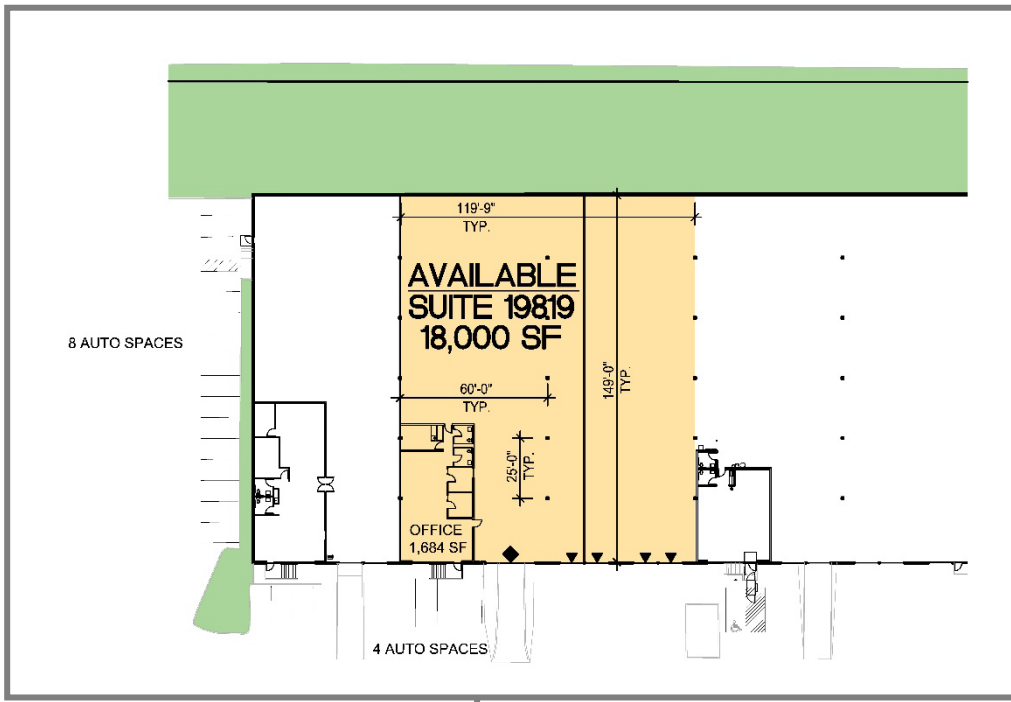 119'-9"
TYP.
AVAILABLE
SUITE 19819
18,000 SF
8 AUTO SPACES
60'-0"
TYP.
149'-0"
TYP.
25'-0"
TYP.
OFFICE
1,684 SF
4 AUTO SPACES